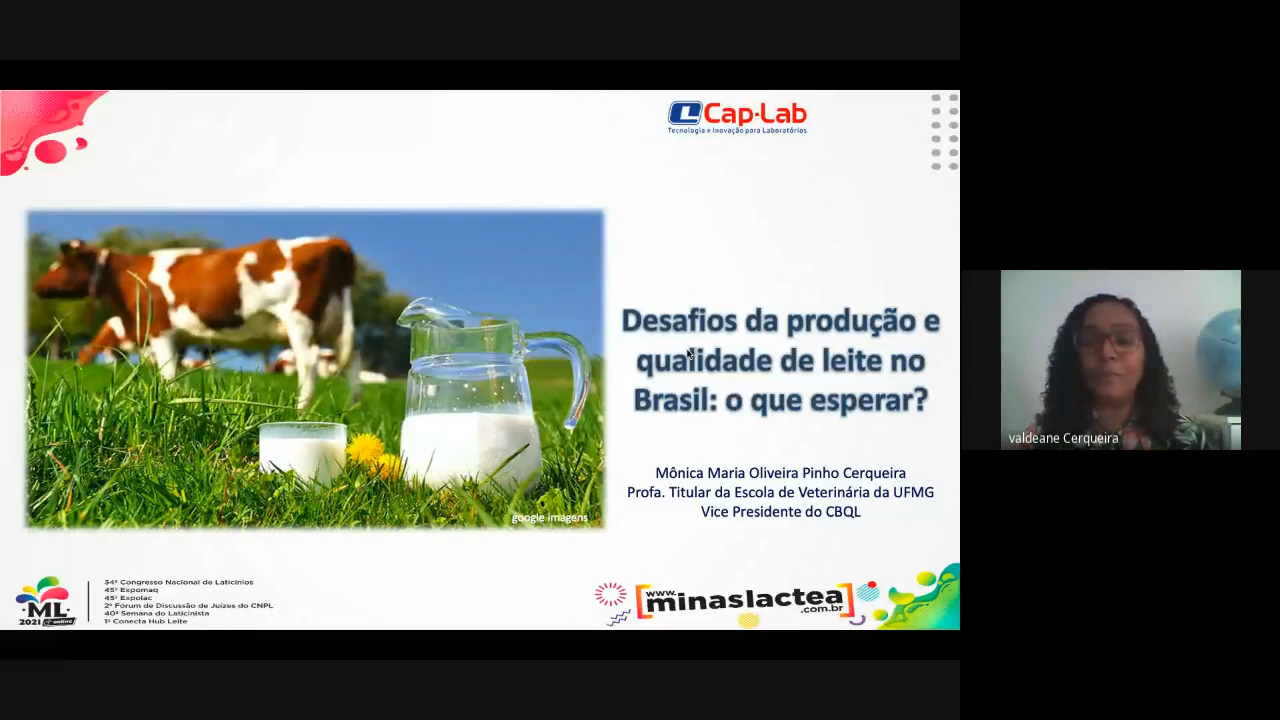 Cap-Lab
Tecnologia e Inovação para Laboratórios
Desafios da produção e
qualidade de leite no
Brasil: o que esperar?
Mônica Maria Oliveira Pinho Cerqueira
Profa. Titular da Escola de Veterinária da UFMG
Vice Presidente do CBQL
google imagens
valdeane Cerqueira
ML
2021 online
34º Congresso Nacional de Laticínios
45ª Expomaq
45ª Expolac
2º Fórum de Discussão de Juízes do CNPL
40ª Semana do Laticinista
1º Conecta Hub Leite
www.
minaslactea
.com.br